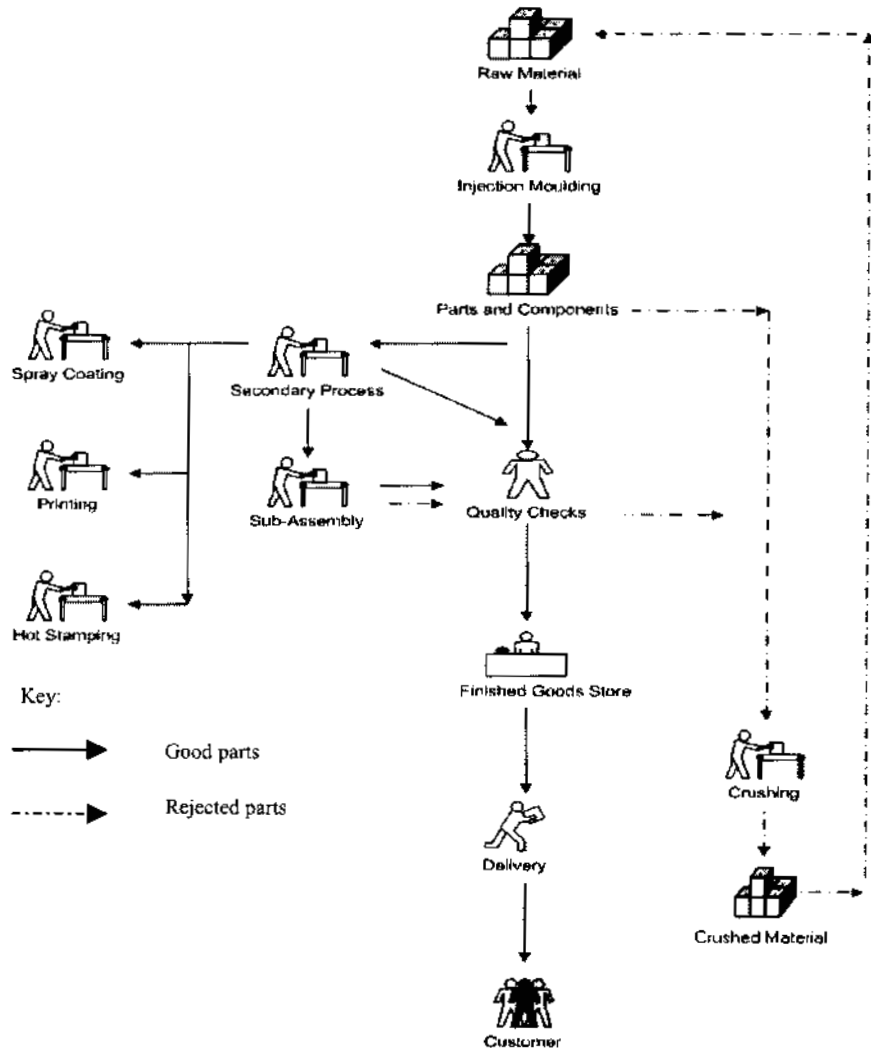 Raw Material
Injection Moulding
Parts and Components
Spray Coating
Secondary Process
Printing
Sub-Assembly
Quality Checks
Hot Stamping
Finished Goods Store
Key:
Good parts
Rejected parts
Crushing
Delivery
Crushed Material
Customer